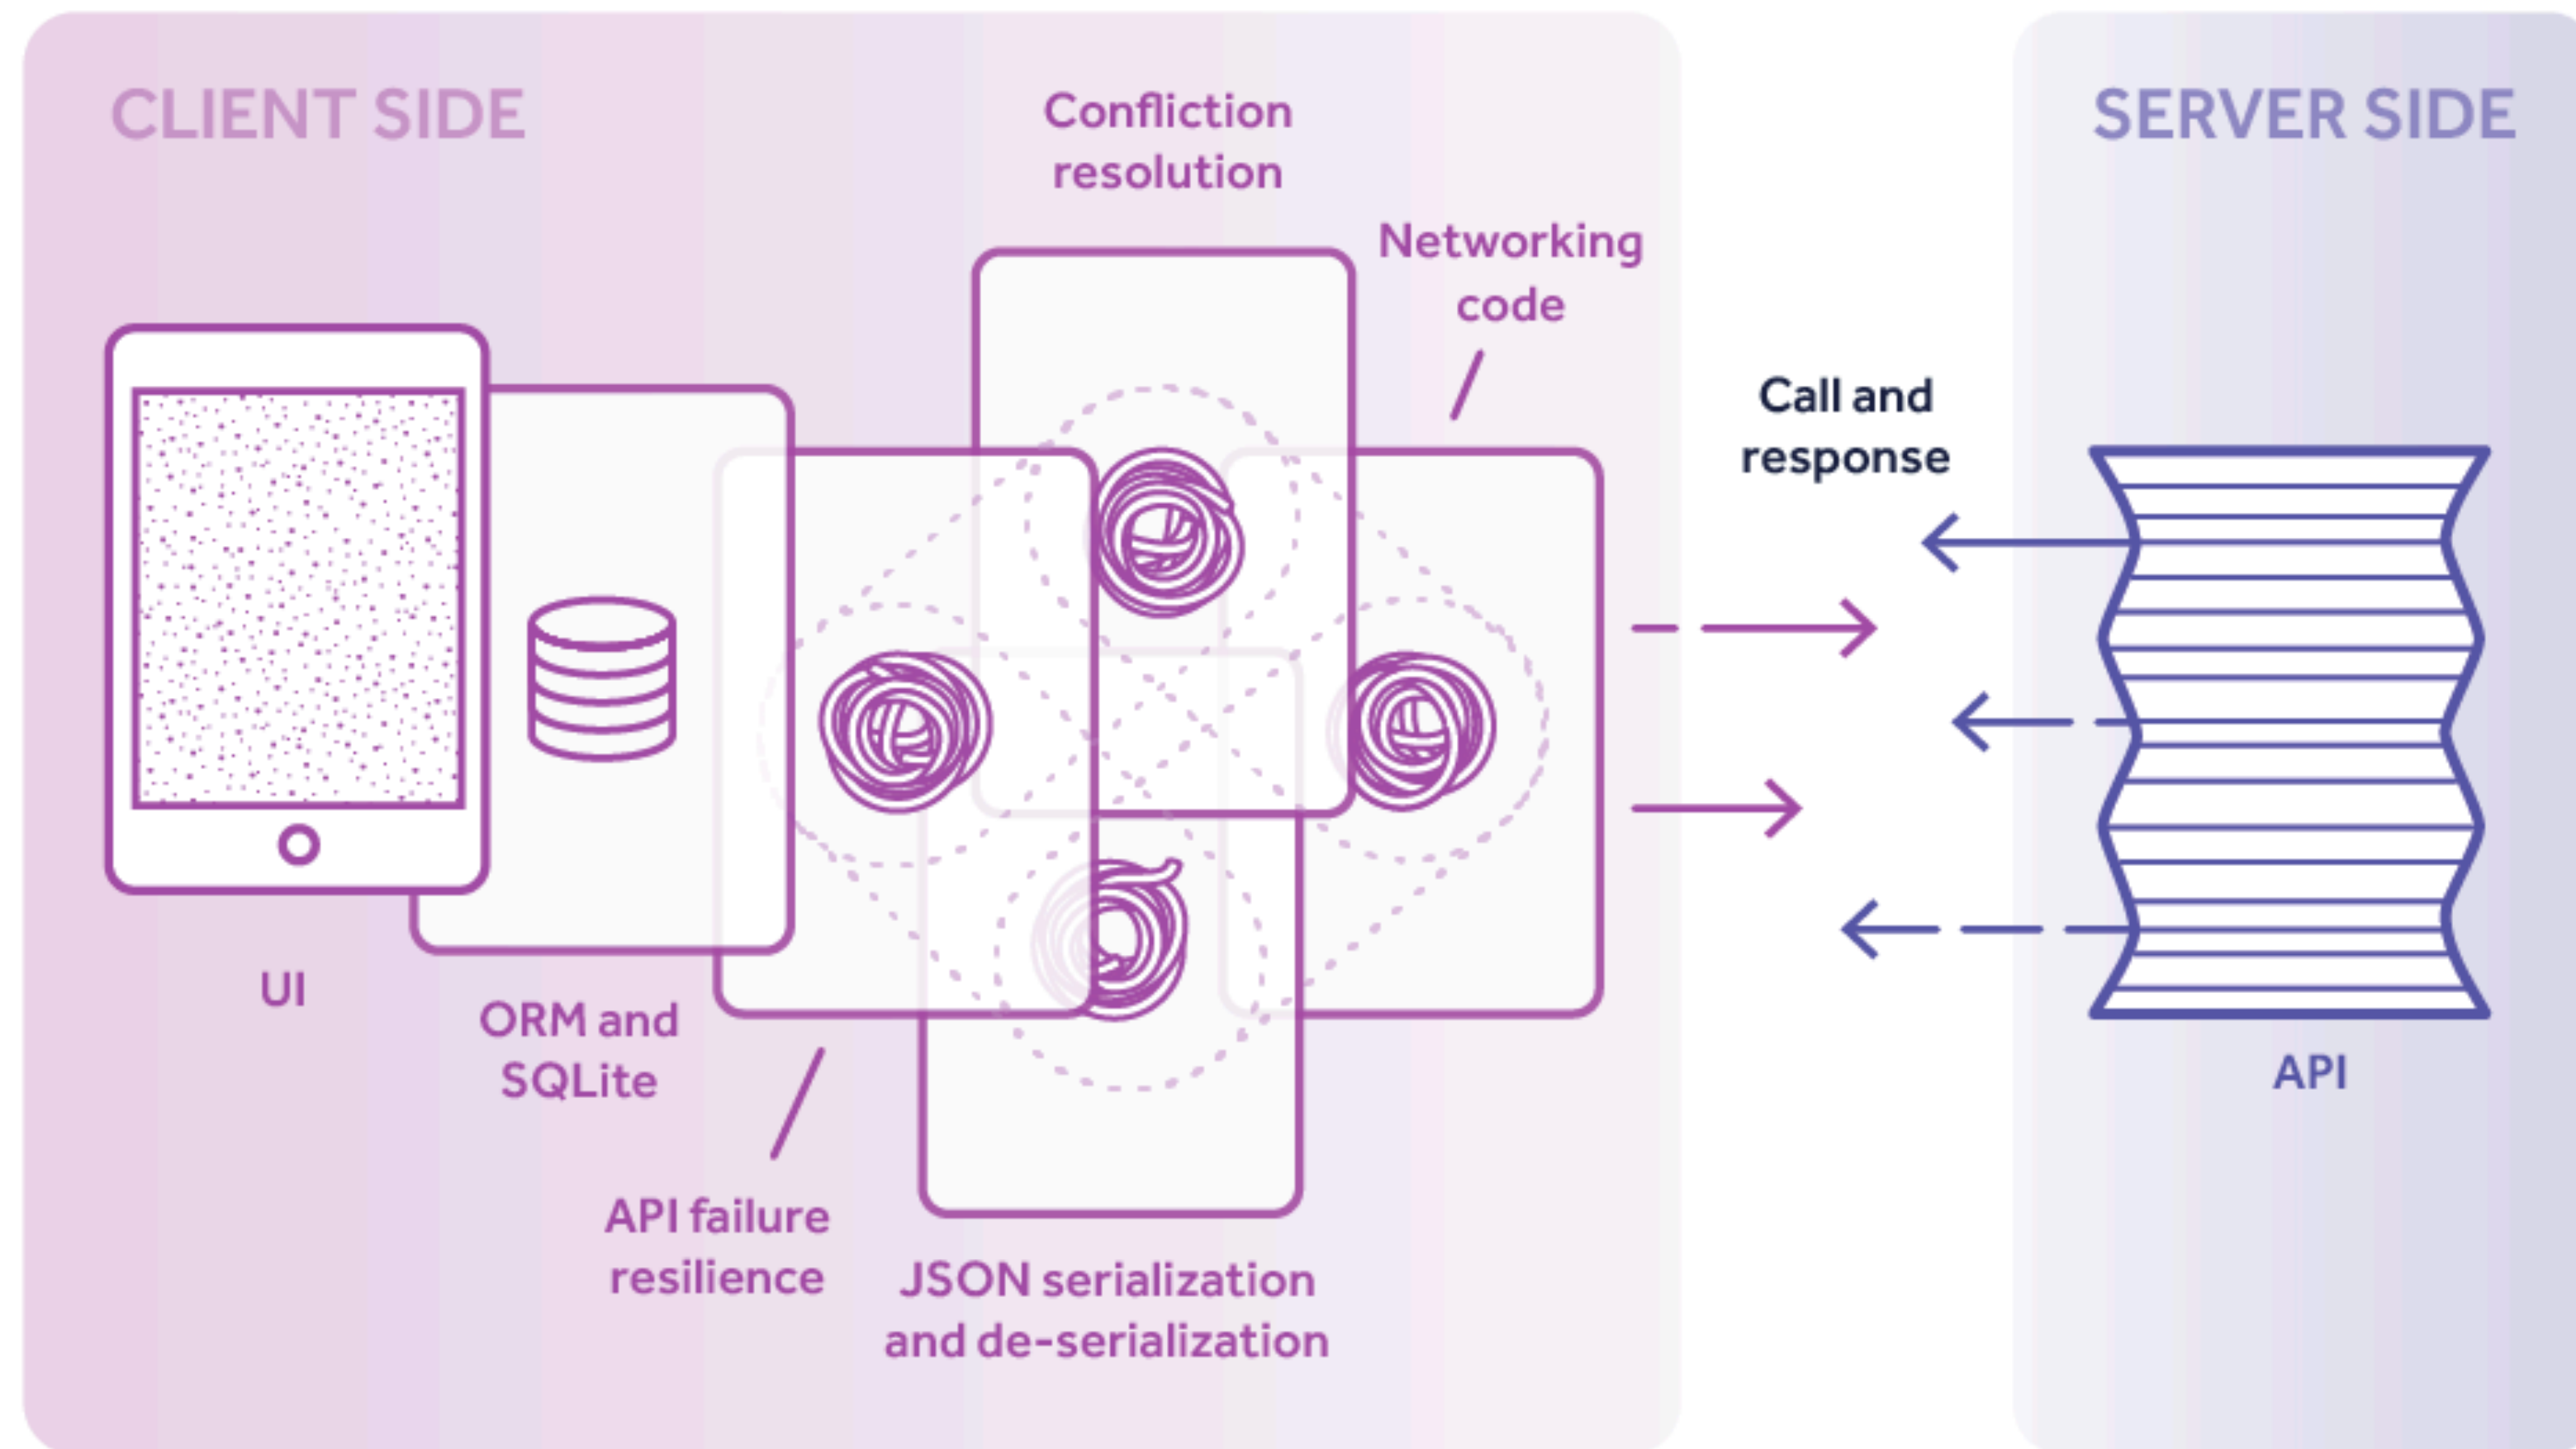 CLIENT SIDE
SERVER SIDE
Confliction
resolution
Networking
code
Call and
response
UI
ORM and
SQLite
API
API failure
resilience
JSON serialization
and de-serialization